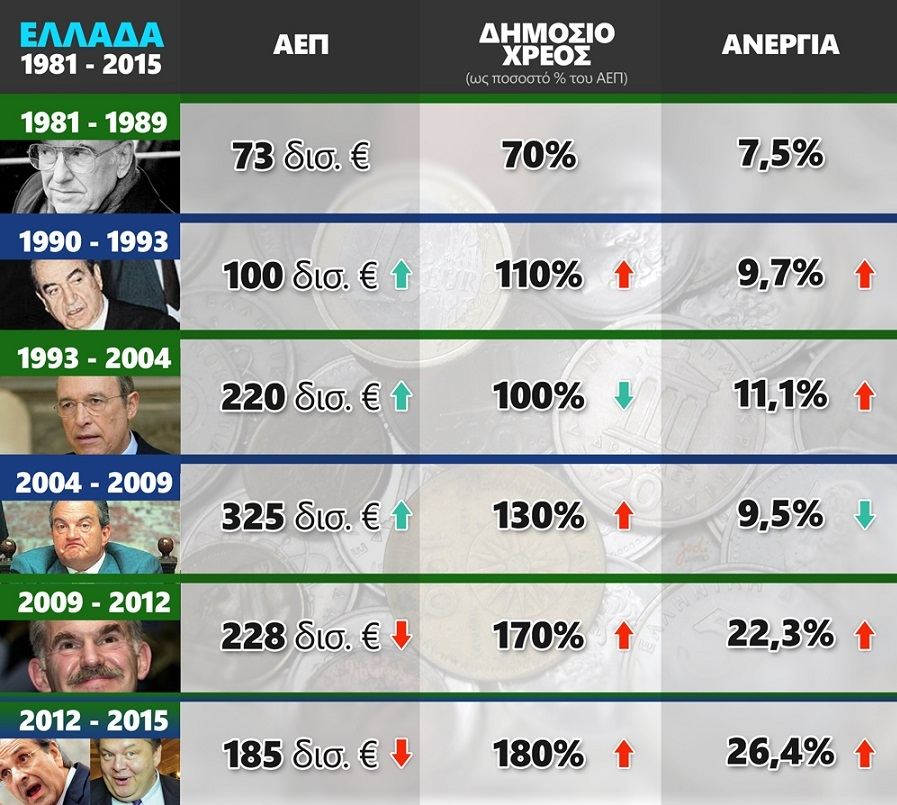 ΕΛΛΑΔΑ
1981 - 2015
ΑΕΠ
ΔΗΜΟΣΙΟ
ΧΡΕΟΣ
(ως ποσοστό % του ΑΕΠ)
ΑΝΕΡΓΙΑ
1981 - 1989
73 δισ. €
70%
7,5%
1990 - 1993
100 δισ. €
110%
9,7%
1993 - 2004
220 δισ. €
100%
11,1%
2004 - 2009
325 δισ. €
130%
9,5%
2009 - 2012
228 δισ. €
170%
22,3%
2012 - 2015
185 δισ. €
180%
26,4%